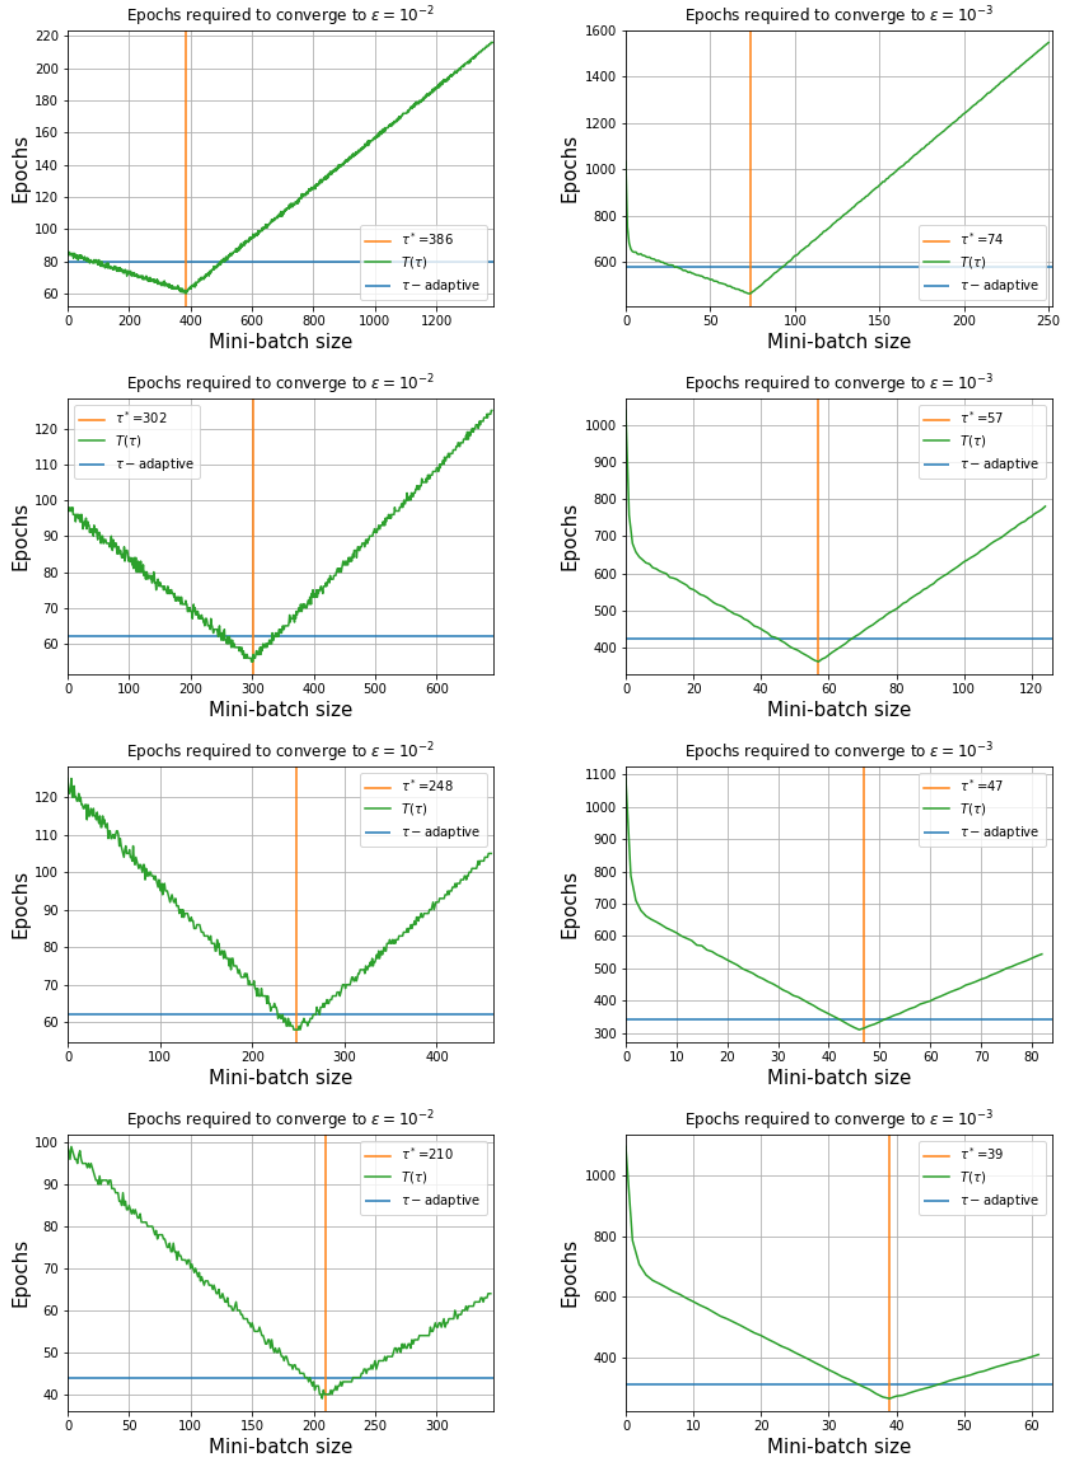 Epochs required to converge to ε = 10⁻²
Epochs
220
200
180
160
140
120
100
80
60
τ* =386
T(τ)
τ − adaptive
0 200 400 600 800 1000 1200
Mini-batch size
Epochs required to converge to ε = 10⁻³
Epochs
1600
1400
1200
1000
800
600
τ* =74
T(τ)
τ − adaptive
0 50 100 150 200 250
Mini-batch size
Epochs required to converge to ε = 10⁻²
Epochs
120
110
100
90
80
70
60
τ* =302
T(τ)
τ − adaptive
0 100 200 300 400 500 600
Mini-batch size
Epochs required to converge to ε = 10⁻³
Epochs
1000
900
800
700
600
500
400
τ* =57
T(τ)
τ − adaptive
0 20 40 60 80 100 120
Mini-batch size
Epochs required to converge to ε = 10⁻²
Epochs
120
110
100
90
80
70
60
τ* =248
T(τ)
τ − adaptive
0 100 200 300 400
Mini-batch size
Epochs required to converge to ε = 10⁻³
Epochs
1100
1000
900
800
700
600
500
400
300
τ* =47
T(τ)
τ − adaptive
0 10 20 30 40 50 60 70 80
Mini-batch size
Epochs required to converge to ε = 10⁻²
Epochs
100
90
80
70
60
50
40
τ* =210
T(τ)
τ − adaptive
0 50 100 150 200 250 300
Mini-batch size
Epochs required to converge to ε = 10⁻³
Epochs
1000
800
600
400
τ* =39
T(τ)
τ − adaptive
0 10 20 30 40 50 60
Mini-batch size